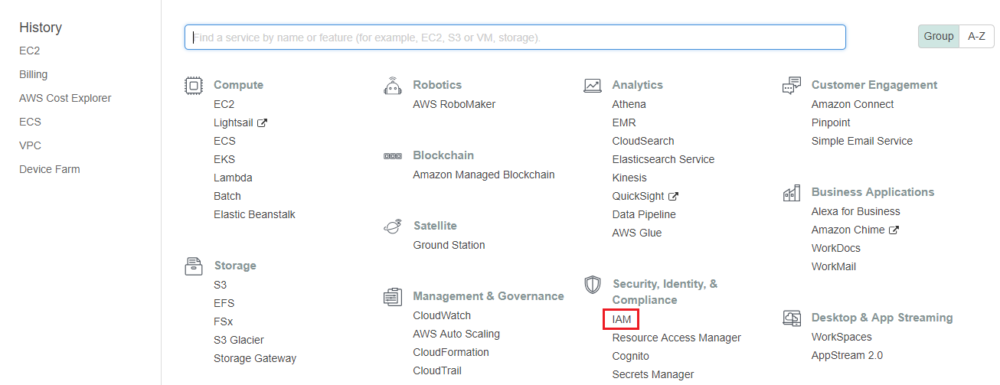 History
EC2
Billing
AWS Cost Explorer
ECS
VPC
Device Farm
Find a service by name or feature (for example, EC2, S3 or VM, storage).
Group
A-Z
Compute
EC2
Lightsail
ECS
EKS
Lambda
Batch
Elastic Beanstalk
Storage
S3
EFS
FSx
S3 Glacier
Storage Gateway
Robotics
AWS RoboMaker
Blockchain
Amazon Managed Blockchain
Satellite
Ground Station
Management & Governance
CloudWatch
AWS Auto Scaling
CloudFormation
CloudTrail
Analytics
Athena
EMR
CloudSearch
Elasticsearch Service
Kinesis
QuickSight
Data Pipeline
AWS Glue
Security, Identity, &
Compliance
IAM
Resource Access Manager
Cognito
Secrets Manager
Customer Engagement
Amazon Connect
Pinpoint
Simple Email Service
Business Applications
Alexa for Business
Amazon Chime
WorkDocs
WorkMail
Desktop & App Streaming
WorkSpaces
AppStream 2.0